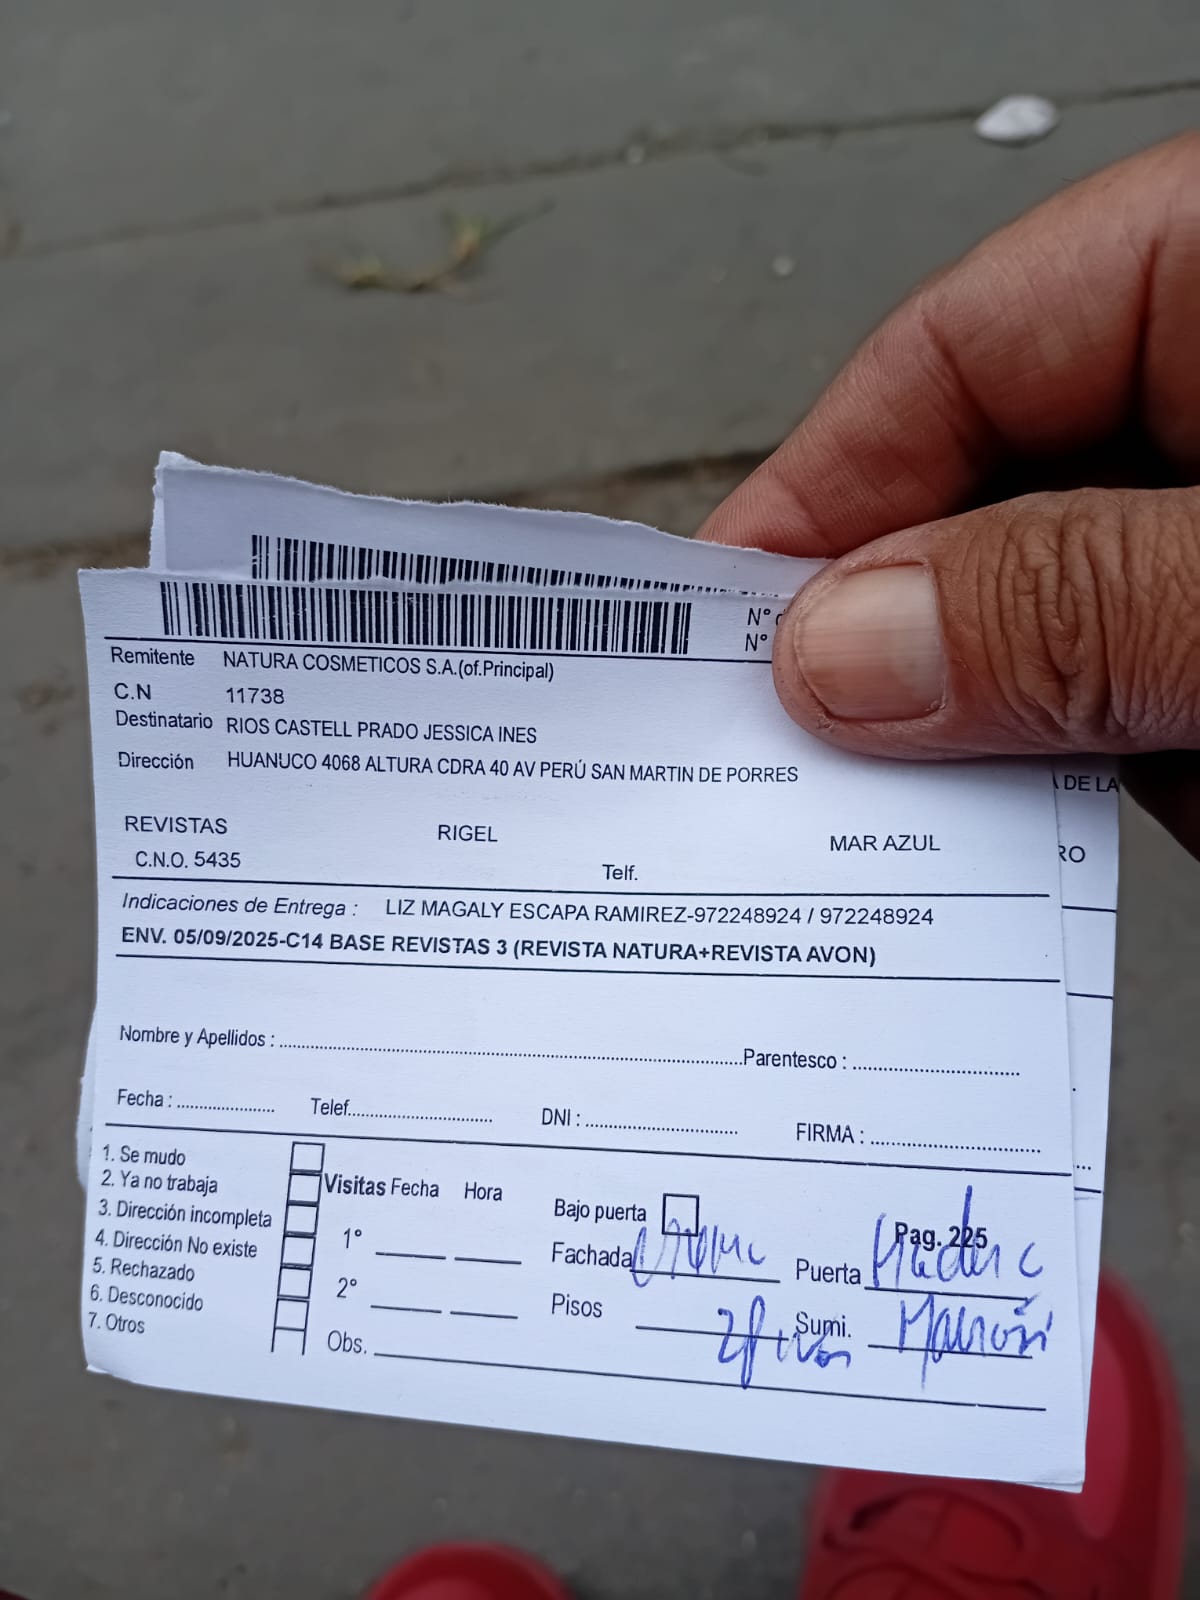 N°
N°
Remitente NATURA COSMETICOS S.A.(of.Principal)
C.N 11738
Destinatario RIOS CASTELL PRADO JESSICA INES
Dirección HUANUCO 4068 ALTURA CDRA 40 AV PERÚ SAN MARTIN DE PORRES
DE LA
REVISTAS RIGEL MAR AZUL
RO
C.N.O. 5435 Telf.
Indicaciones de Entrega : LIZ MAGALY ESCAPA RAMIREZ-972248924 / 972248924
ENV. 05/09/2025-C14 BASE REVISTAS 3 (REVISTA NATURA+REVISTA AVON)
Nombre y Apellidos : Parentesco :
Fecha : Telef. DNI : FIRMA :
1. Se mudo
2. Ya no trabaja
3. Dirección incompleta
4. Dirección No existe
5. Rechazado
6. Desconocido
7. Otros
Visitas Fecha Hora
1°
2°
Obs.
Bajo puerta
Pag. 225
Fachada
Puerta
Pisos
Sumi.